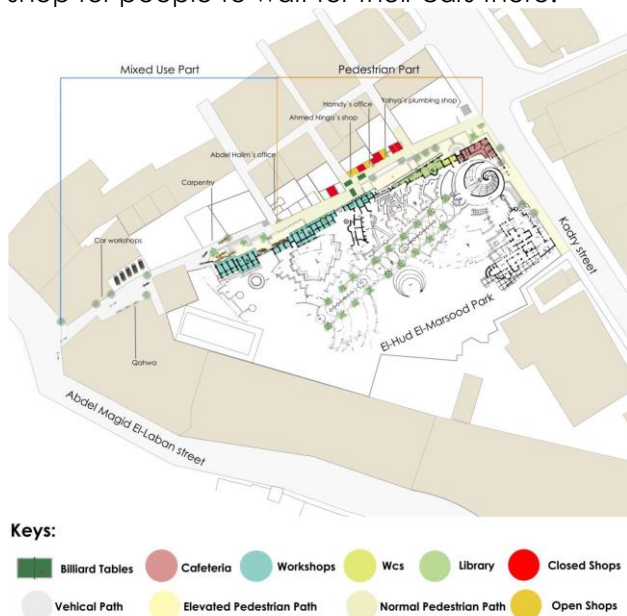 shop for people to wait for their cars there.
Mixed Use Part
Pedestrian Part
Hamdy's office
Yahya's plumbing shop
Ahmed Ninga's shop
Abdel Halim's office
Carpentry
Car workshops
Qahwa
Kadry street
El-Hud El-Marsood Park
Abdel Magid El-Laban street
Keys:
Billiard Tables
Cafeteria
Workshops
Wcs
Library
Closed Shops
Vehical Path
Elevated Pedestrian Path
Normal Pedestrian Path
Open Shops